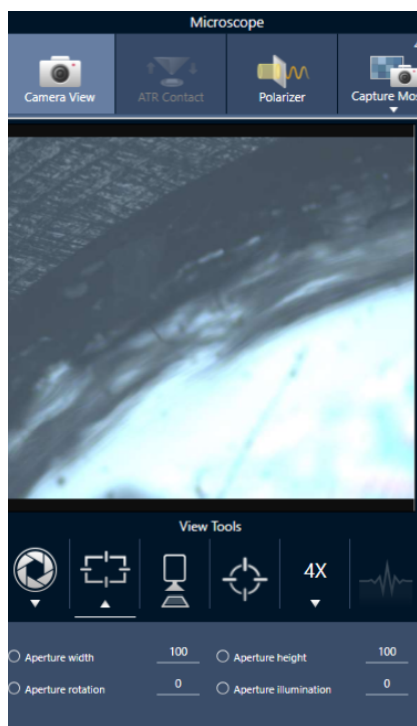 Microscope
Camera View
ATR Contact
Polarizer
Capture Mos
View Tools
4X
Aperture width 100
Aperture height 100
Aperture rotation 0
Aperture illumination 0